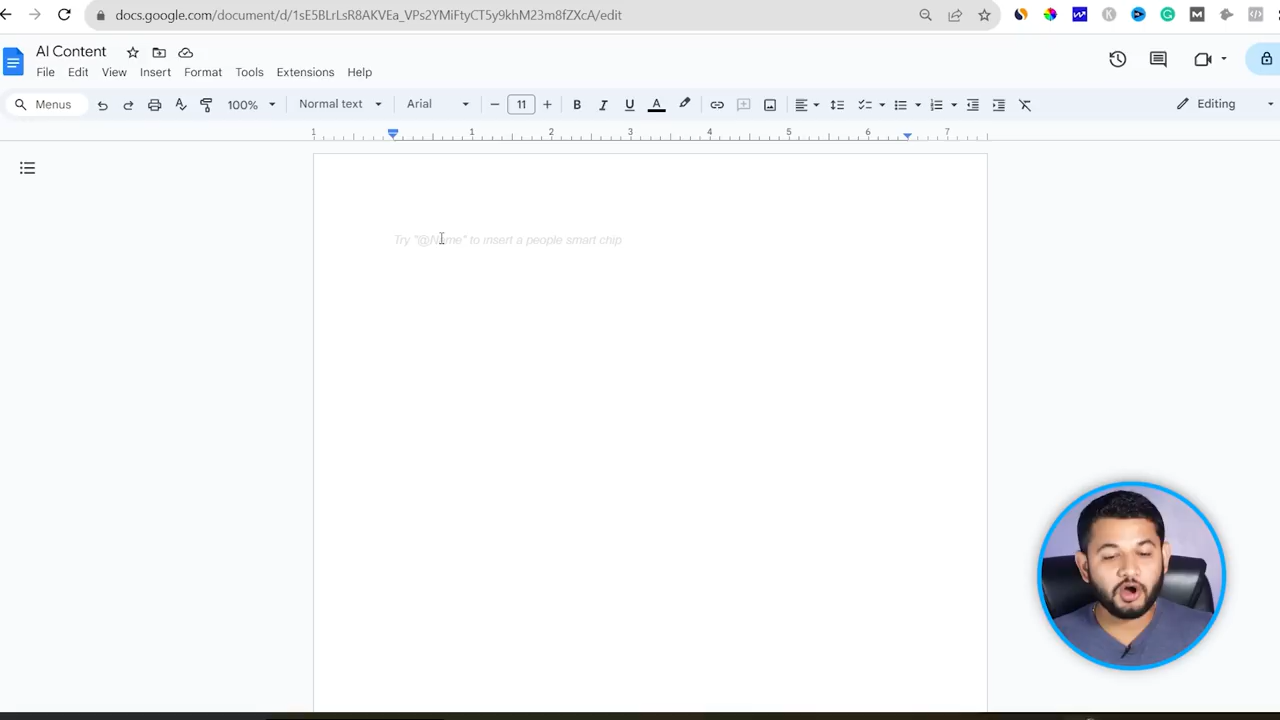 docs.google.com/document/d/1sE5BLrLsR8AKWEa_VPs2YMiFtyCT5y9khM23m8fZXcA/edit
AI Content
File Edit View Insert Format Tools Extensions Help
Menus 100% Normal text Arial 11 Editing
1 1 2 3 4 5 6 7
Try "@Name" to insert a people smart chip